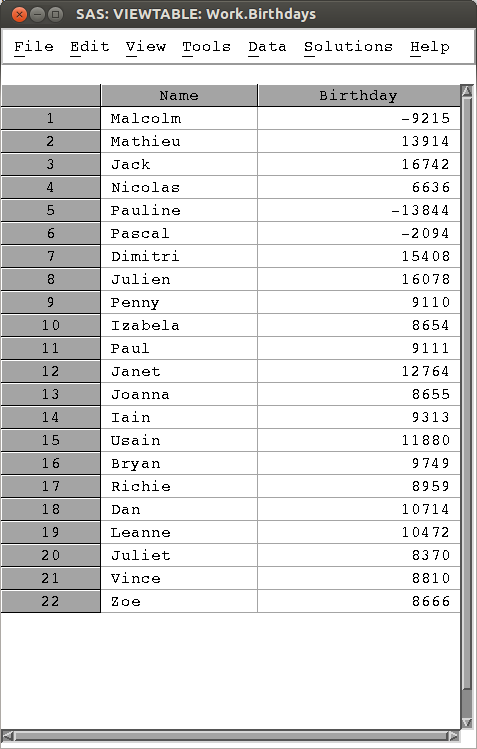 SAS: VIEWTABLE: Work.Birthdays
File Edit View Tools Data Solutions Help
Name Birthday
1 Malcolm -9215
2 Mathieu 13914
3 Jack 16742
4 Nicolas 6636
5 Pauline -13844
6 Pascal -2094
7 Dimitri 15408
8 Julien 16078
9 Penny 9110
10 Izabela 8654
11 Paul 9111
12 Janet 12764
13 Joanna 8655
14 Iain 9313
15 Usain 11880
16 Bryan 9749
17 Richie 8959
18 Dan 10714
19 Leanne 10472
20 Juliet 8370
21 Vince 8810
22 Zoe 8666